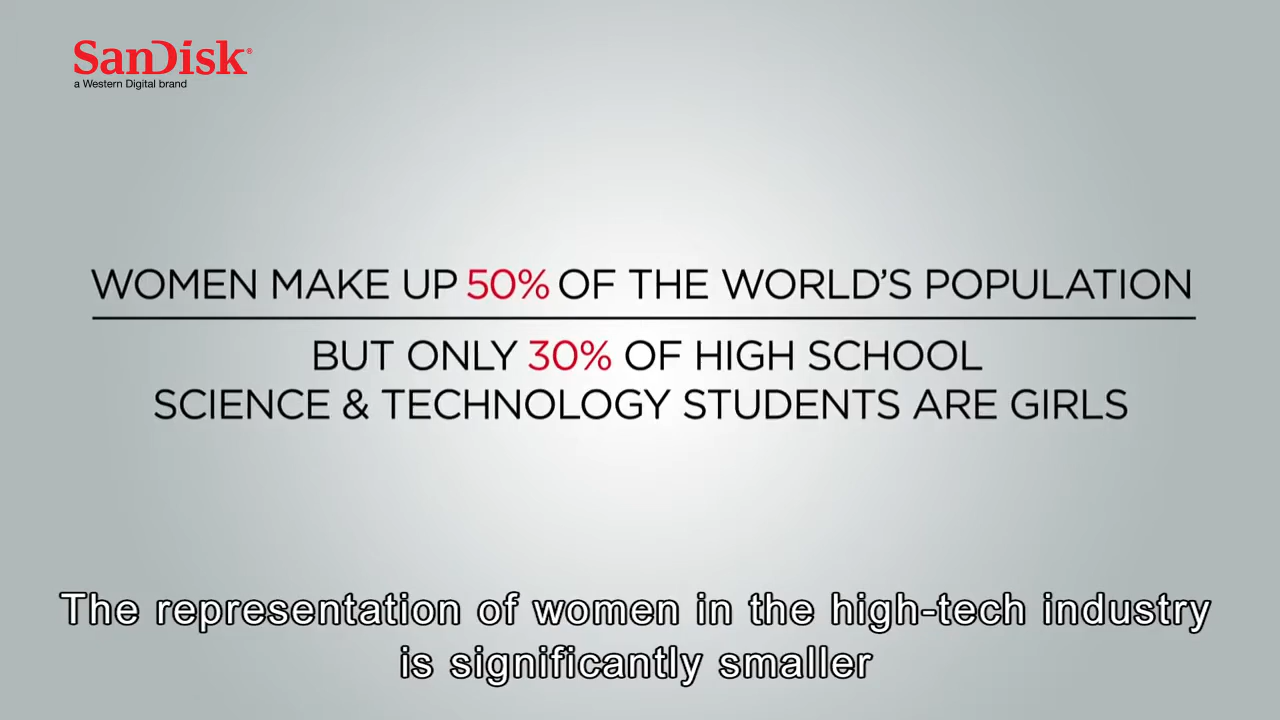 SanDisk®
a Western Digital brand
WOMEN MAKE UP 50% OF THE WORLD'S POPULATION
BUT ONLY 30% OF HIGH SCHOOL
SCIENCE & TECHNOLOGY STUDENTS ARE GIRLS
The representation of women in the high-tech industry
is significantly smaller